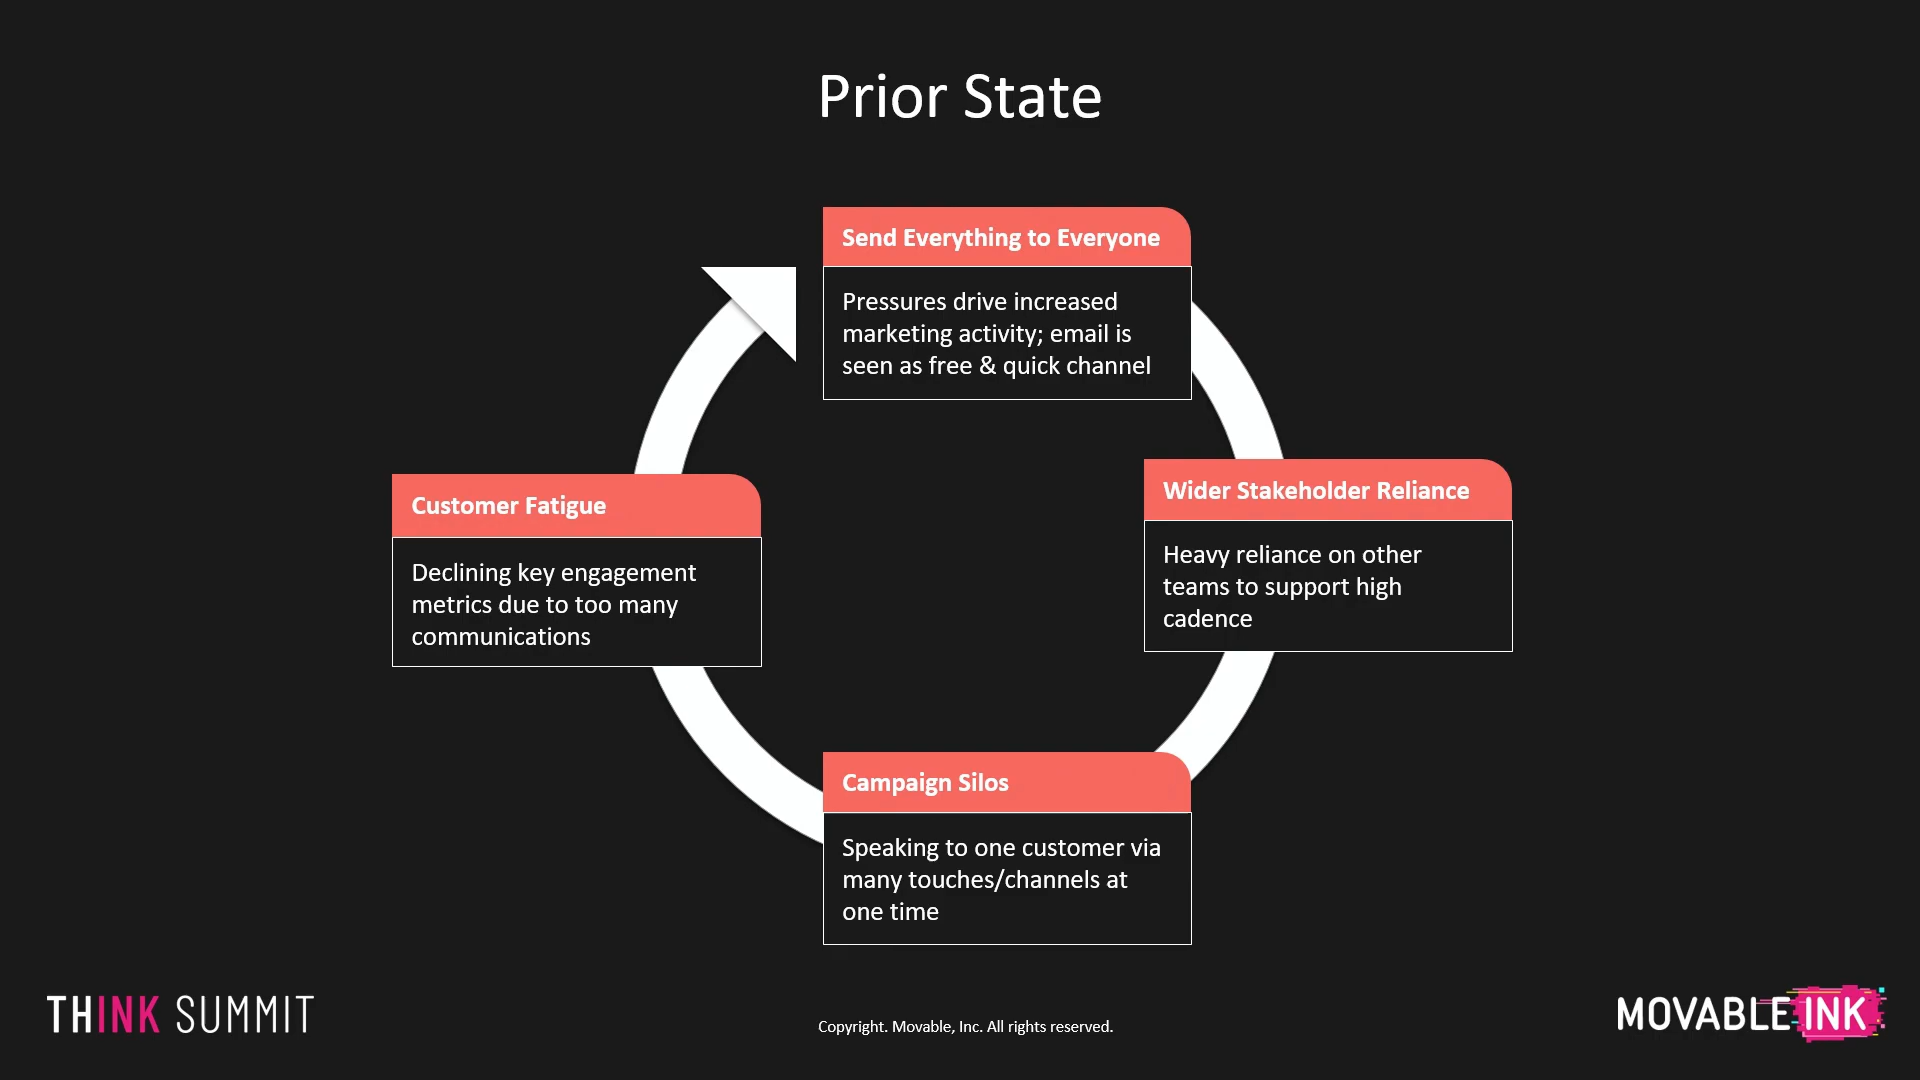 Prior State
Send Everything to Everyone
Pressures drive increased
marketing activity; email is
seen as free & quick channel
Wider Stakeholder Reliance
Heavy reliance on other
teams to support high
cadence
Campaign Silos
Speaking to one customer via
many touches/channels at
one time
Customer Fatigue
Declining key engagement
metrics due to too many
communications
THINK SUMMIT
Copyright. Movable, Inc. All rights reserved.
MOVABLE INK